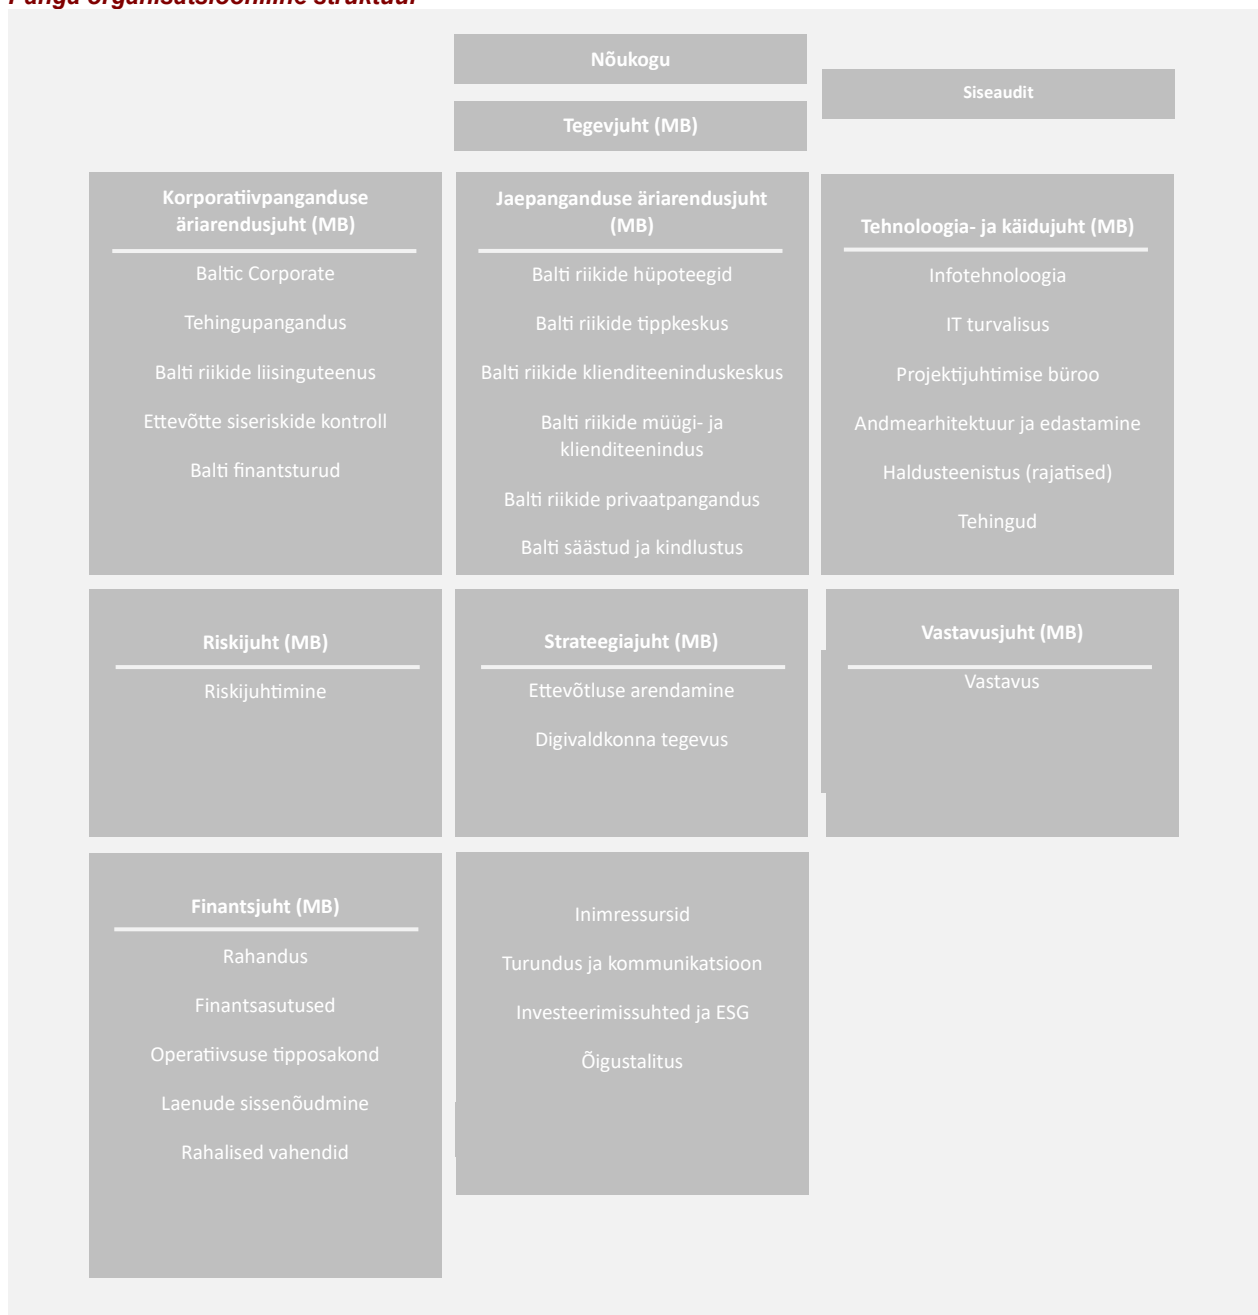 Panga organisatsiooniline struktuur
Nõukogu
Siseaudit
Tegevjuht (MB)
Korporatiivpanganduse
äriarendusjuht (MB)
Baltic Corporate
Tehingupangandus
Balti riikide liisinguteenus
Ettevõtte siseriskide kontroll
Balti finantsturud
Jaepanganduse äriarendusjuht
(MB)
Balti riikide hüpoteegid
Balti riikide tippkeskus
Balti riikide klienditeeninduskeskus
Balti riikide müügi- ja
klienditeenindus
Balti riikide privaatpangandus
Balti säästud ja kindlustus
Tehnoloogia- ja käidujuht (MB)
Infotehnoloogia
IT turvalisus
Projektijuhtimise büroo
Andmearhitektuur ja edastamine
Haldusteenistus (rajatised)
Tehingud
Riskijuht (MB)
Riskijuhtimine
Strateegiajuht (MB)
Ettevõtluse arendamine
Digivaldkonna tegevus
Vastavusjuht (MB)
Vastavus
Finantsjuht (MB)
Rahandus
Finantsasutused
Operatiivsuse tipposakond
Laenude sissenõudmine
Rahalised vahendid
Inimressursid
Turundus ja kommunikatsioon
Investeerimissuhted ja ESG
Õigustalitus